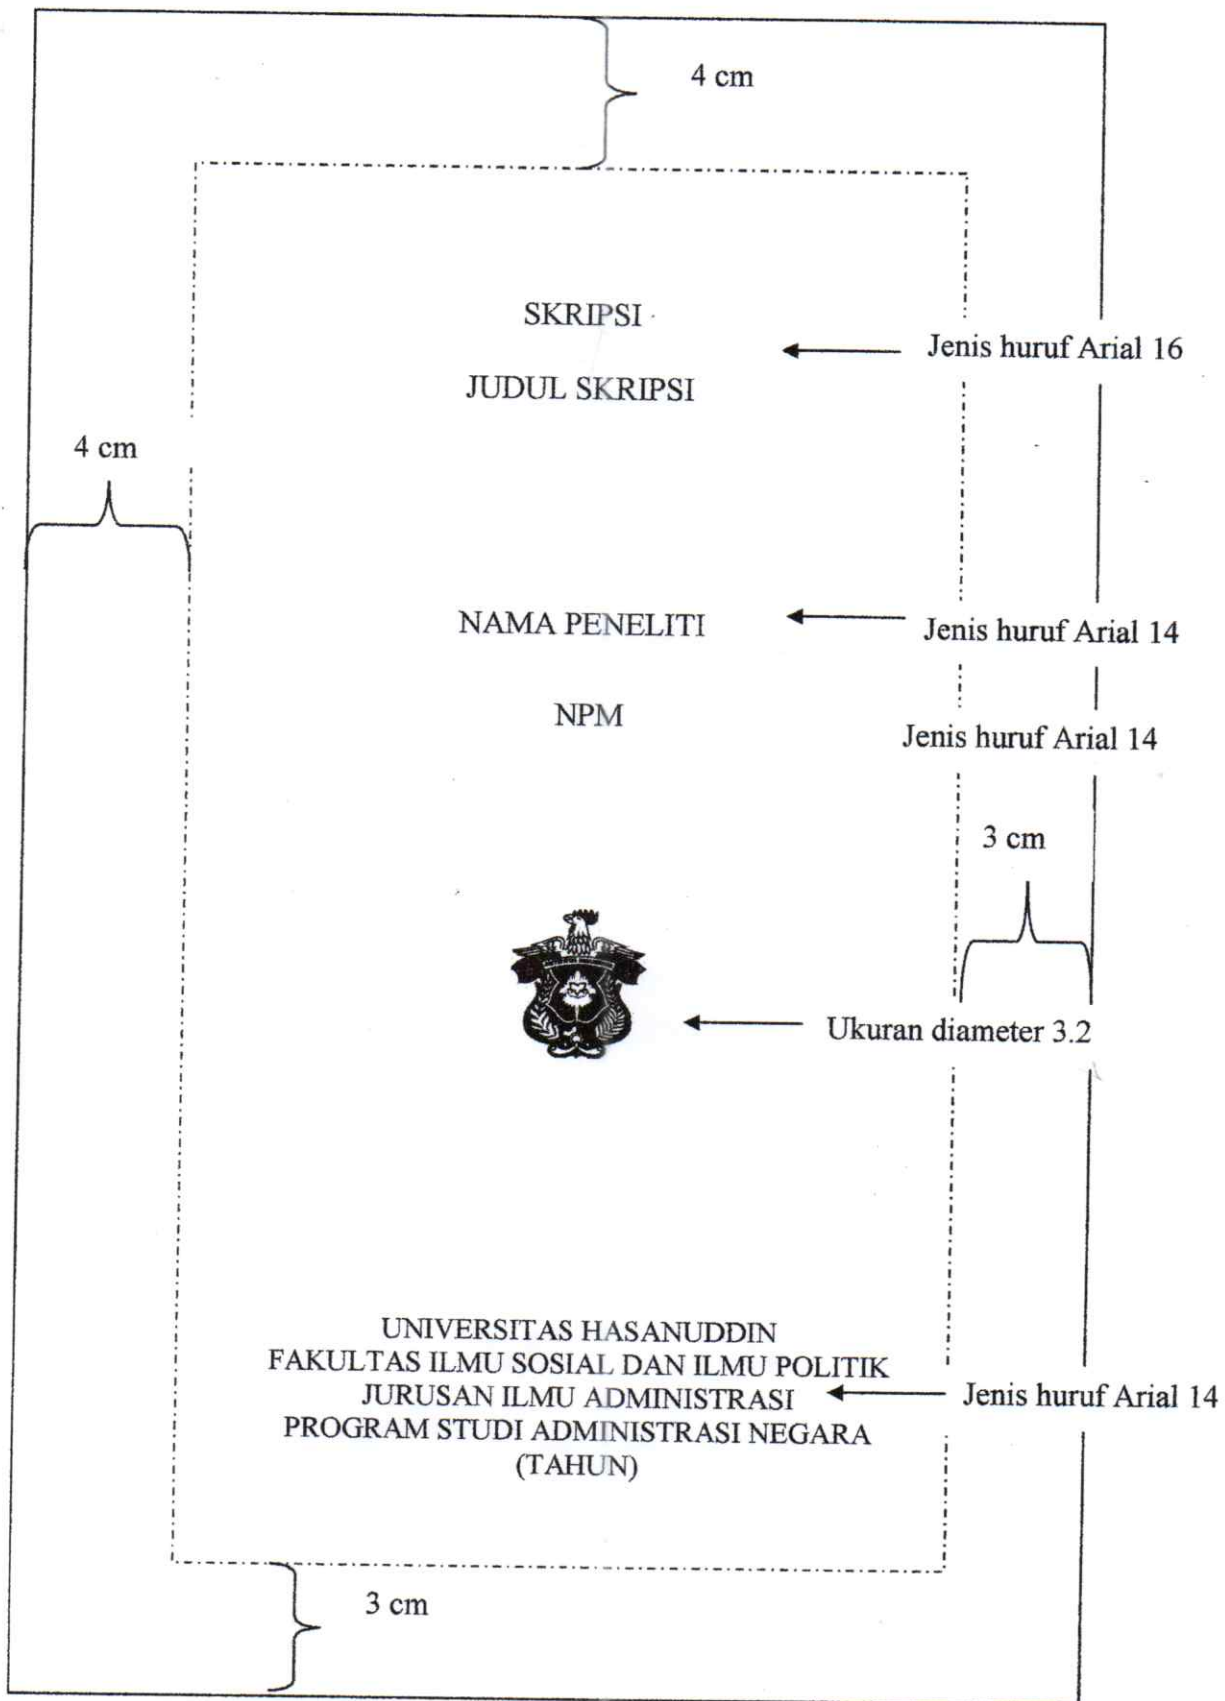 4 cm
SKRIPSI
Jenis huruf Arial 16
JUDUL SKRIPSI
4 cm
NAMA PENELITI
Jenis huruf Arial 14
NPM
Jenis huruf Arial 14
3 cm
Ukuran diameter 3.2
UNIVERSITAS HASANUDDIN
FAKULTAS ILMU SOSIAL DAN ILMU POLITIK
JURUSAN ILMU ADMINISTRASI
Jenis huruf Arial 14
PROGRAM STUDI ADMINISTRASI NEGARA
(TAHUN)
3 cm